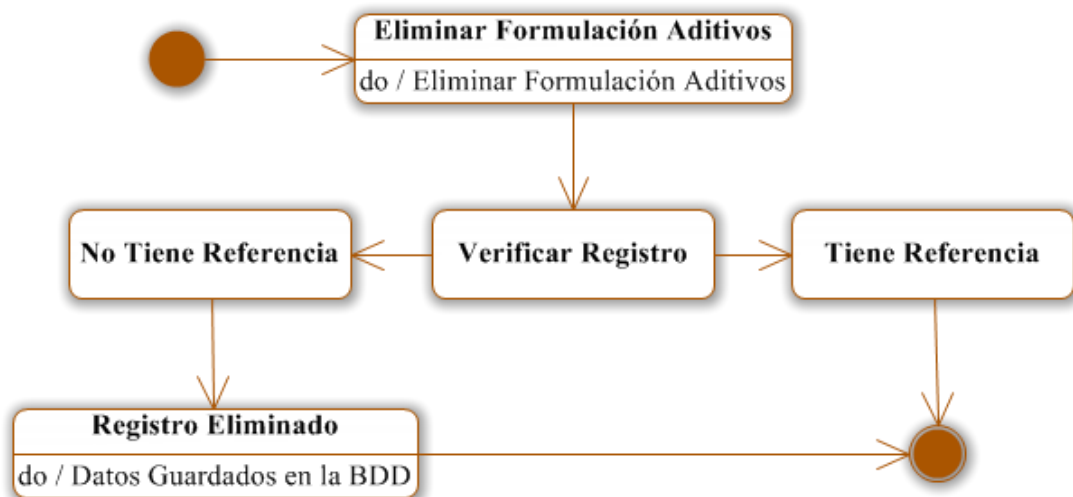 Eliminar Formulación Aditivos
do / Eliminar Formulación Aditivos
No Tiene Referencia
Verificar Registro
Tiene Referencia
Registro Eliminado
do / Datos Guardados en la BDD